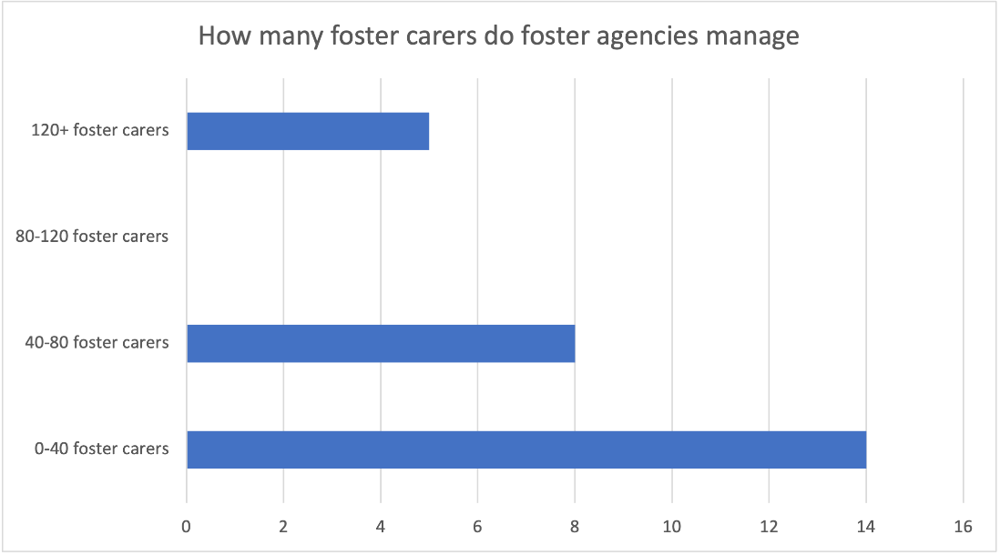 How many foster carers do foster agencies manage
120+ foster carers
80-120 foster carers
40-80 foster carers
0-40 foster carers
0 2 4 6 8 10 12 14 16